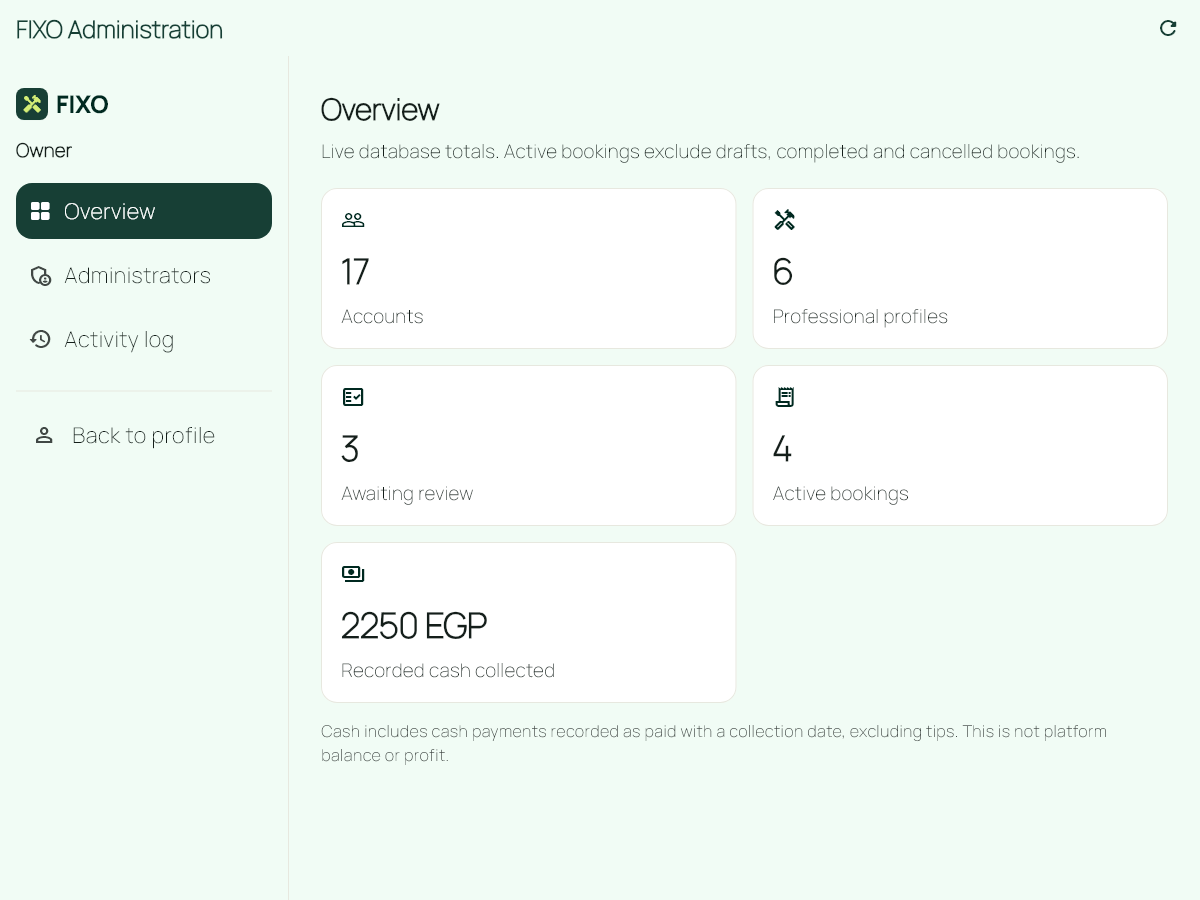 FIXO Administration
FIXO
Owner
Overview
Administrators
Activity log
Back to profile
Overview
Live database totals. Active bookings exclude drafts, completed and cancelled bookings.
17
Accounts
6
Professional profiles
3
Awaiting review
4
Active bookings
2250 EGP
Recorded cash collected
Cash includes cash payments recorded as paid with a collection date, excluding tips. This is not platform
balance or profit.